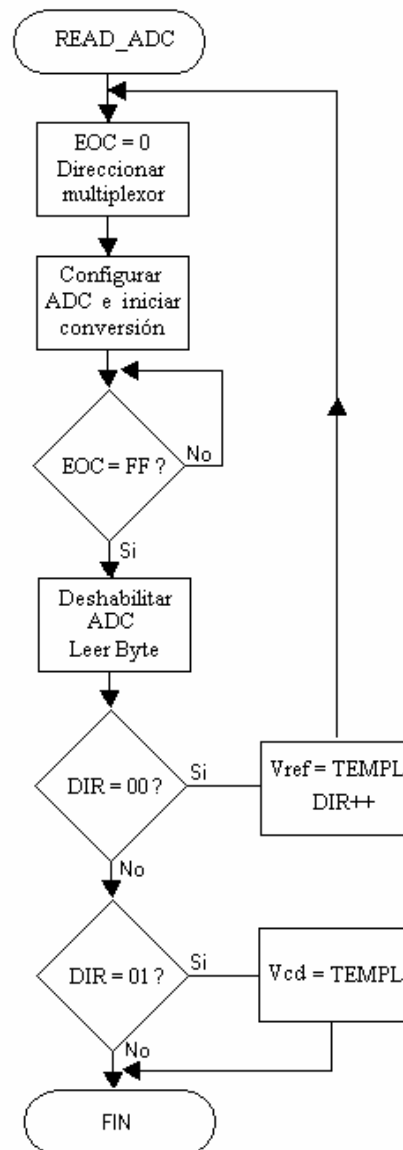 READ_ADC
EOC = 0
Direccionar
multiplexor
Configurar
ADC e iniciar
conversión
EOC = FF ?
No
Si
Deshabilitar
ADC
Leer Byte
DIR = 00 ?
Si
Vref = TEMPL
DIR++
No
DIR = 01 ?
Si
Vcd = TEMPL
No
FIN